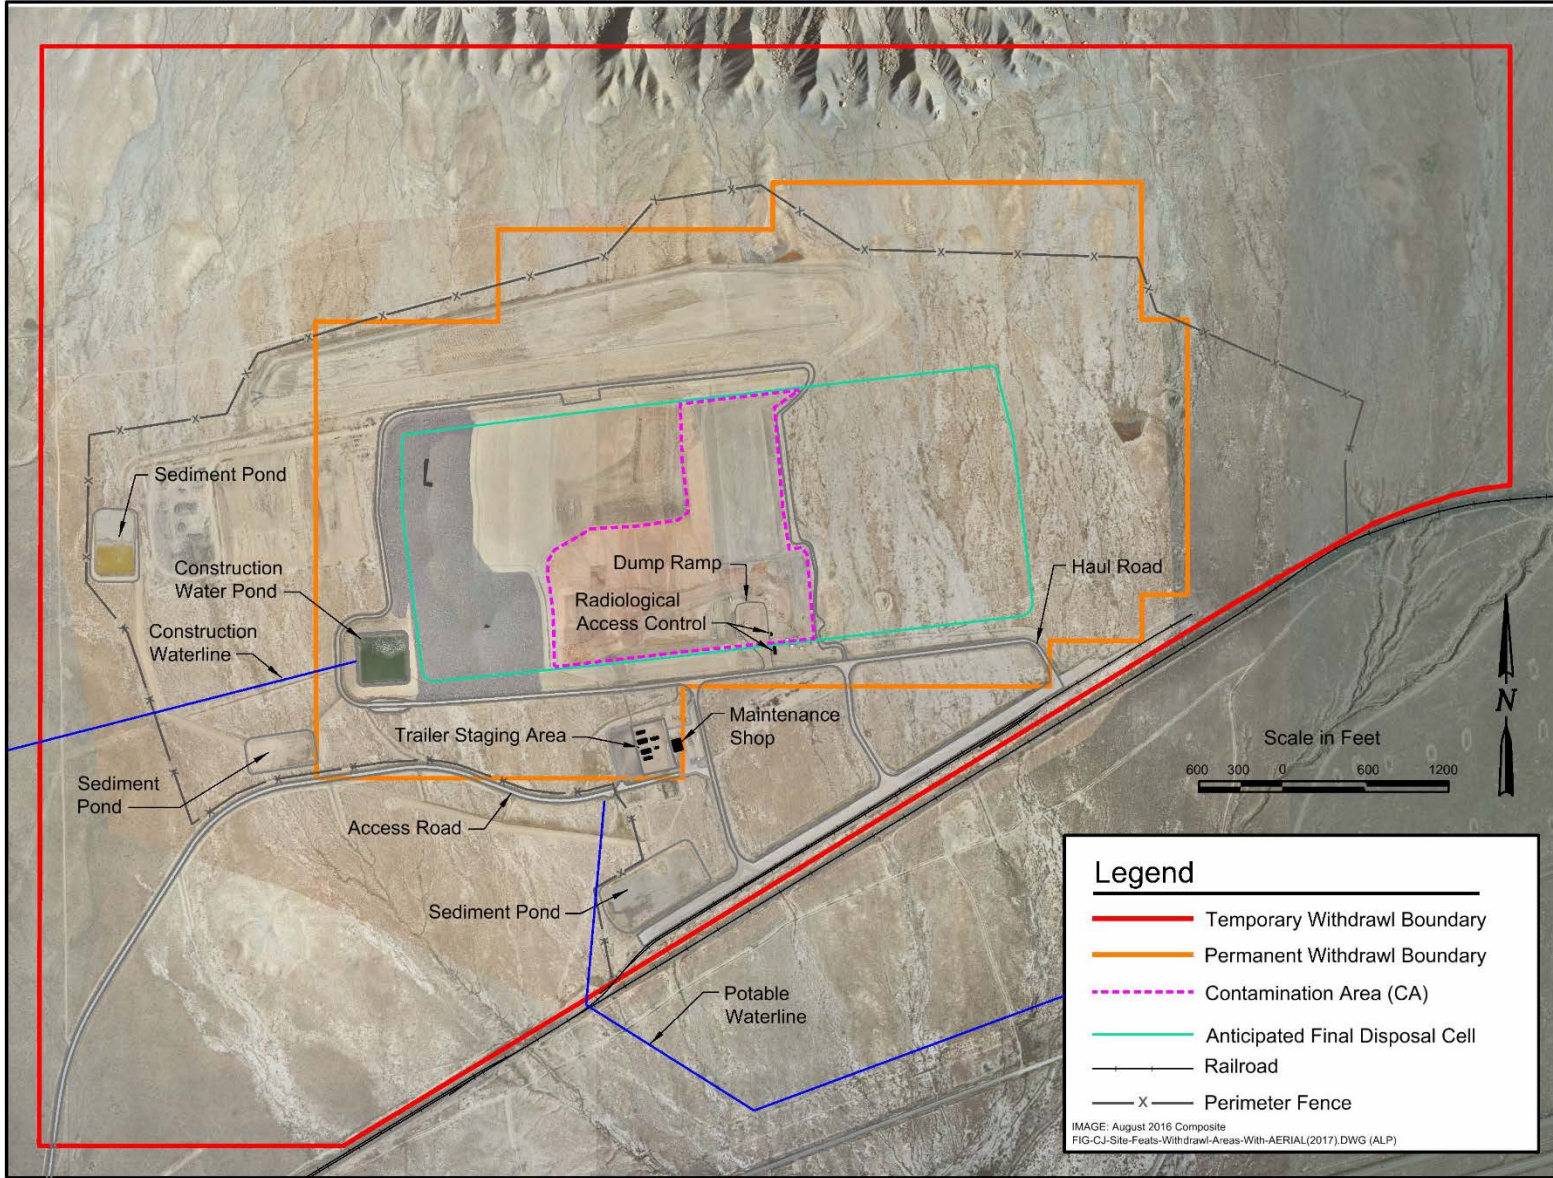 Sediment Pond
Construction
Water Pond
Construction
Waterline
Dump Ramp
Radiological
Access Control
Haul Road
Trailer Staging Area
Maintenance
Shop
Sediment
Pond
Access Road
Sediment Pond
Potable
Waterline
N
Scale in Feet
600 300 0 600 1200
Legend
Temporary Withdrawl Boundary
Permanent Withdrawl Boundary
Contamination Area (CA)
Anticipated Final Disposal Cell
Railroad
X Perimeter Fence
IMAGE: August 2016 Composite
FIG-CJ-Site-Feats-Withdrawl-Areas-With-AERIAL(2017).DWG (ALP)